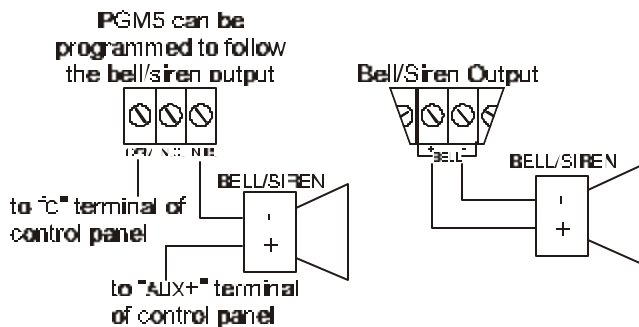 PGM5 can be
programmed to follow
the bell/siren output
N.C. N.O.
BELL/SIREN
-
+
to "C" terminal of
control panel
to "AUX+" terminal
of control panel
Bell/Siren Output
+ BELL -
BELL/SIREN
-
+